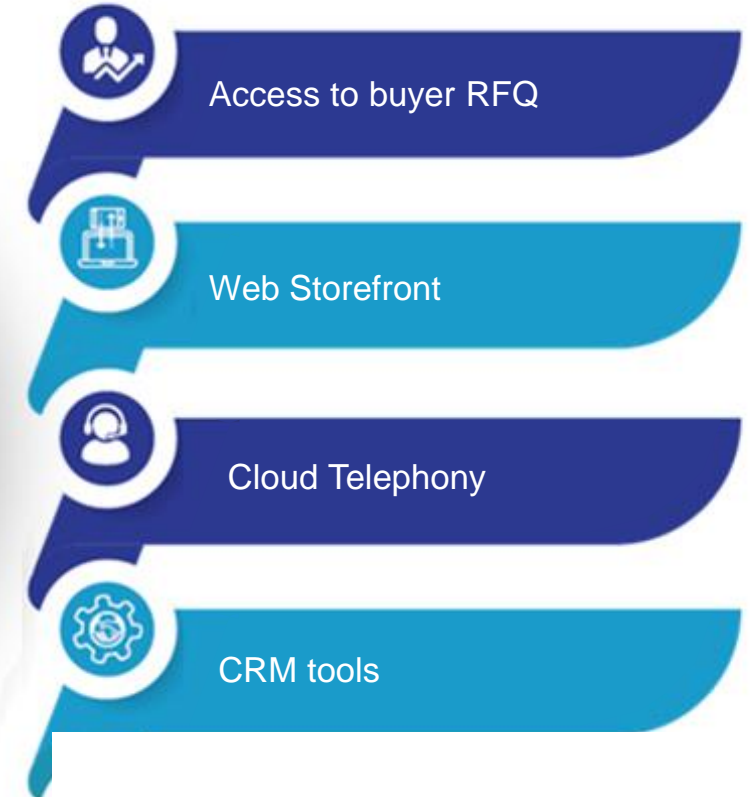 Access to buyer RFQ
Web Storefront
Cloud Telephony
CRM tools